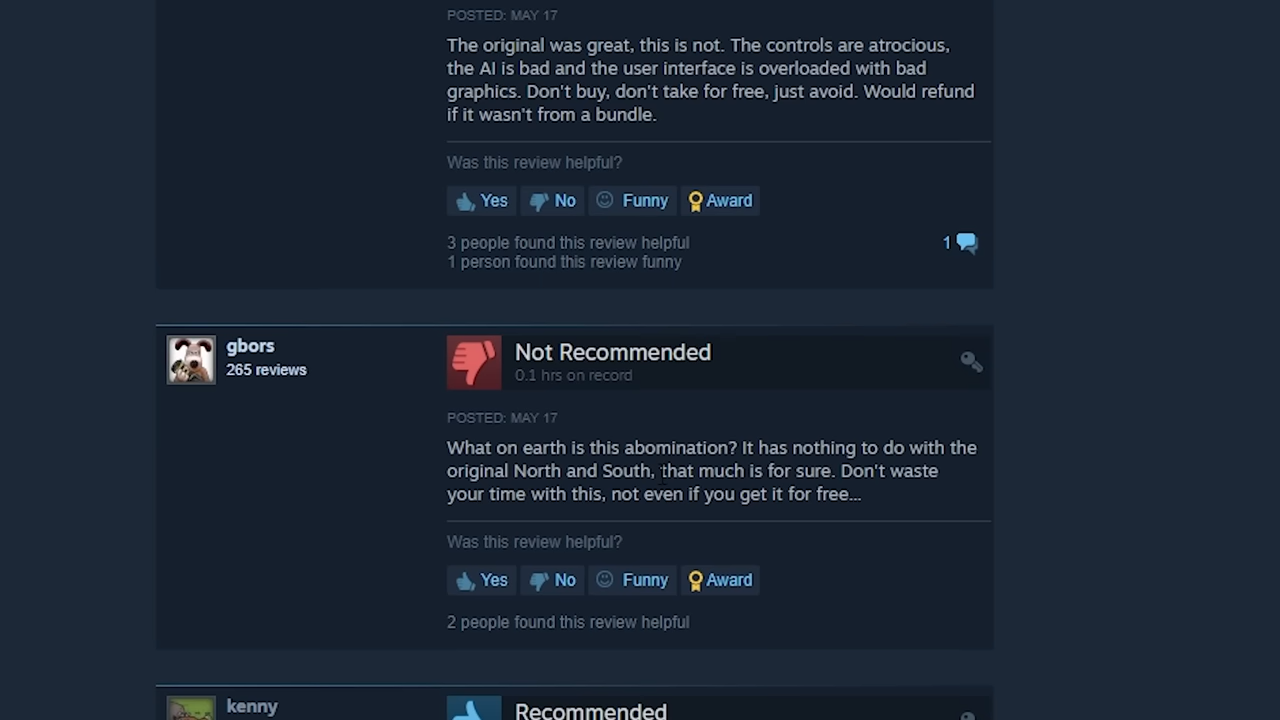 POSTED: MAY 17
The original was great, this is not. The controls are atrocious,
the AI is bad and the user interface is overloaded with bad
graphics. Don't buy, don't take for free, just avoid. Would refund
if it wasn't from a bundle.
Was this review helpful?
Yes No Funny Award
3 people found this review helpful
1
1 person found this review funny
gbors
265 reviews
Not Recommended
0.1 hrs on record
POSTED: MAY 17
What on earth is this abomination? It has nothing to do with the
original North and South, that much is for sure. Don't waste
your time with this, not even if you get it for free...
Was this review helpful?
Yes No Funny Award
2 people found this review helpful
kenny
Recommended